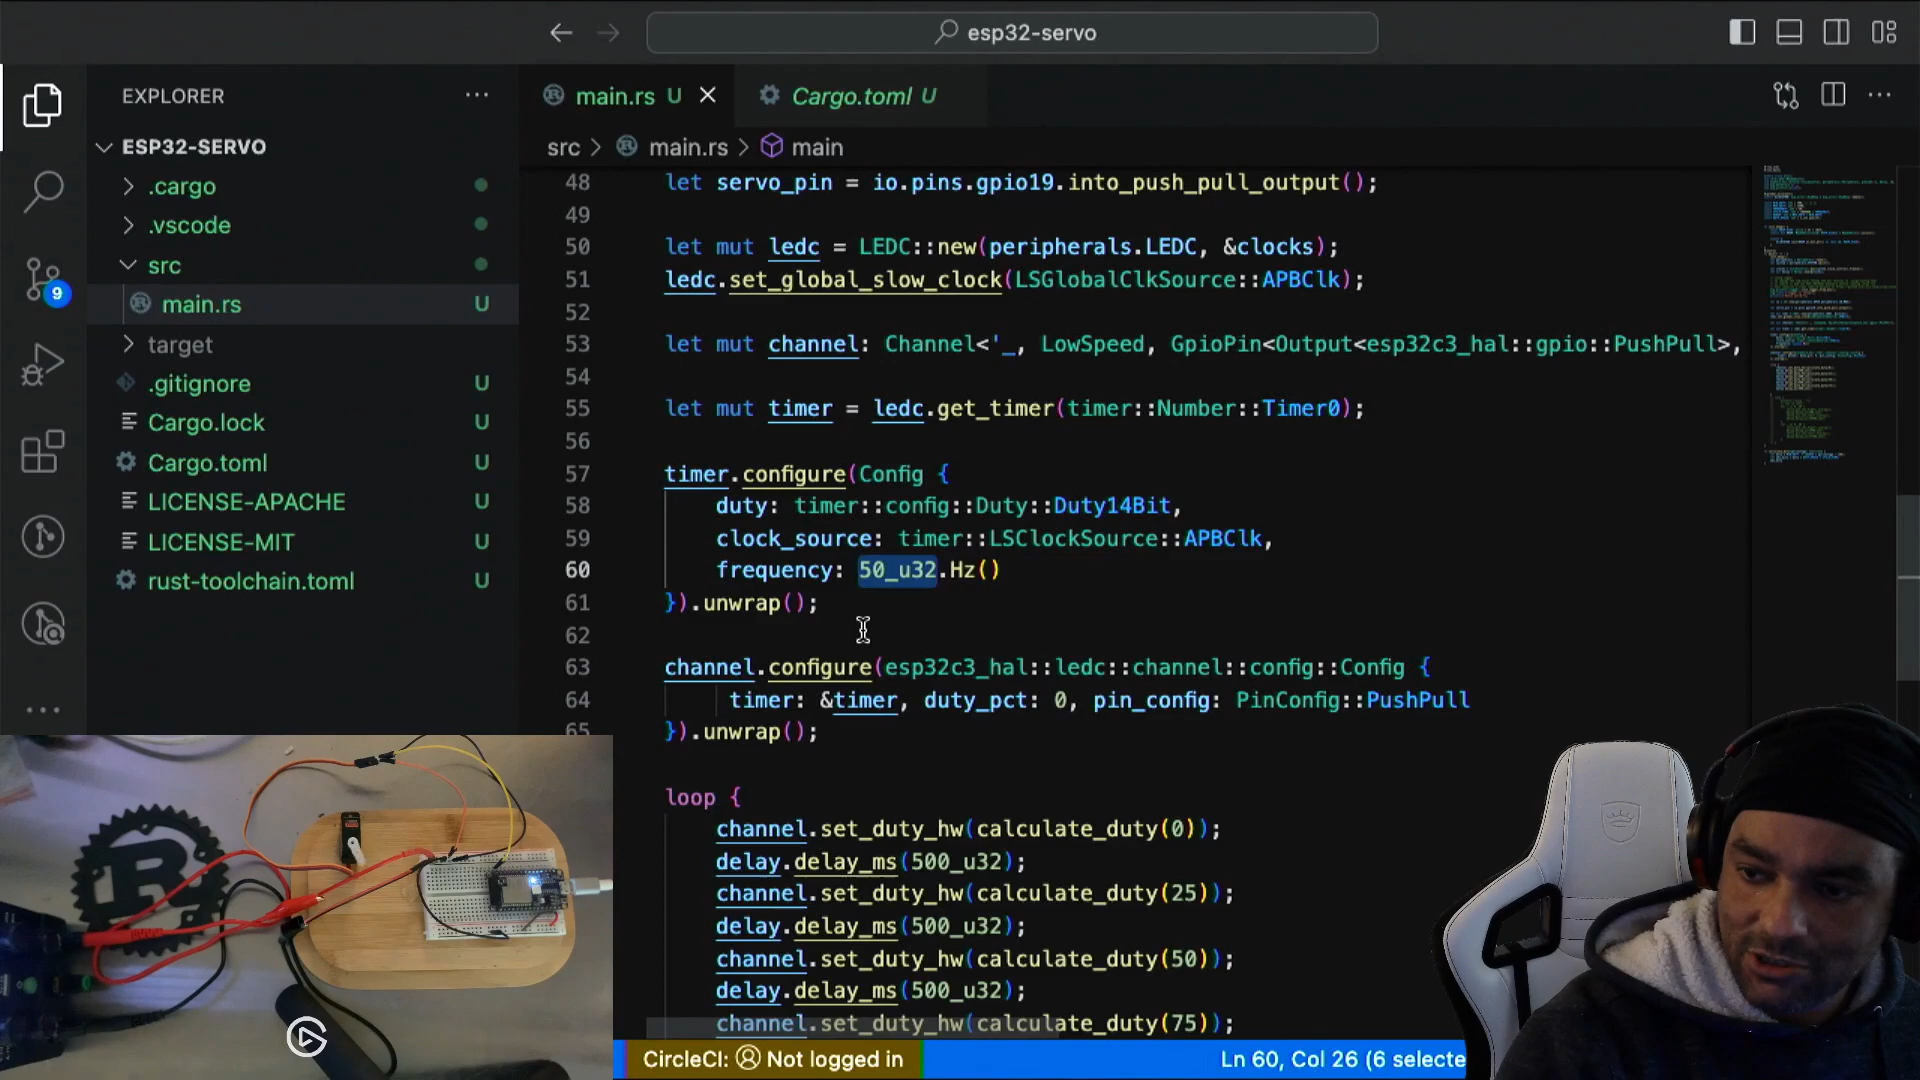 esp32-servo
EXPLORER
ESP32-SERVO
.cargo
.vscode
src
main.rs U
target
.gitignore U
Cargo.lock U
Cargo.toml U
LICENSE-APACHE U
LICENSE-MIT U
rust-toolchain.toml U
9
main.rs U
Cargo.toml U
src > main.rs > main
48 let servo_pin = io.pins.gpio19.into_push_pull_output();
49
50 let mut ledc = LEDC::new(peripherals.LEDC, &clocks);
51 ledc.set_global_slow_clock(LSGlobalClkSource::APBClk);
52
53 let mut channel: Channel<'_, LowSpeed, GpioPin<Output<esp32c3_hal::gpio::PushPull>,
54
55 let mut timer = ledc.get_timer(timer::Number::Timer0);
56
57 timer.configure(Config {
58 duty: timer::config::Duty::Duty14Bit,
59 clock_source: timer::LSClockSource::APBClk,
60 frequency: 50_u32.Hz()
61 }).unwrap();
62
63 channel.configure(esp32c3_hal::ledc::channel::config::Config {
64 timer: &timer, duty_pct: 0, pin_config: PinConfig::PushPull
65 }).unwrap();
loop {
channel.set_duty_hw(calculate_duty(0));
delay.delay_ms(500_u32);
channel.set_duty_hw(calculate_duty(25));
delay.delay_ms(500_u32);
channel.set_duty_hw(calculate_duty(50));
delay.delay_ms(500_u32);
channel.set_duty_hw(calculate_duty(75));
CircleCI: Not logged in
Ln 60, Col 26 (6 selecte